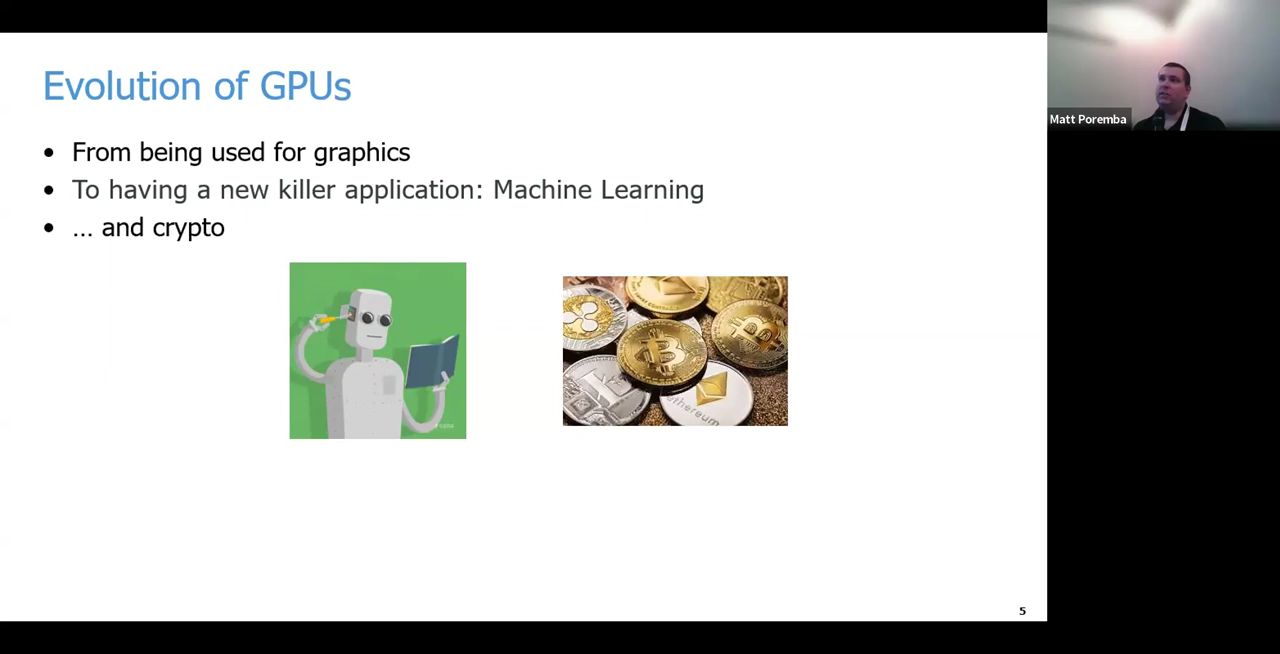 Evolution of GPUs
• From being used for graphics
• To having a new killer application: Machine Learning
• … and crypto
ethereum
5
Matt Poremba